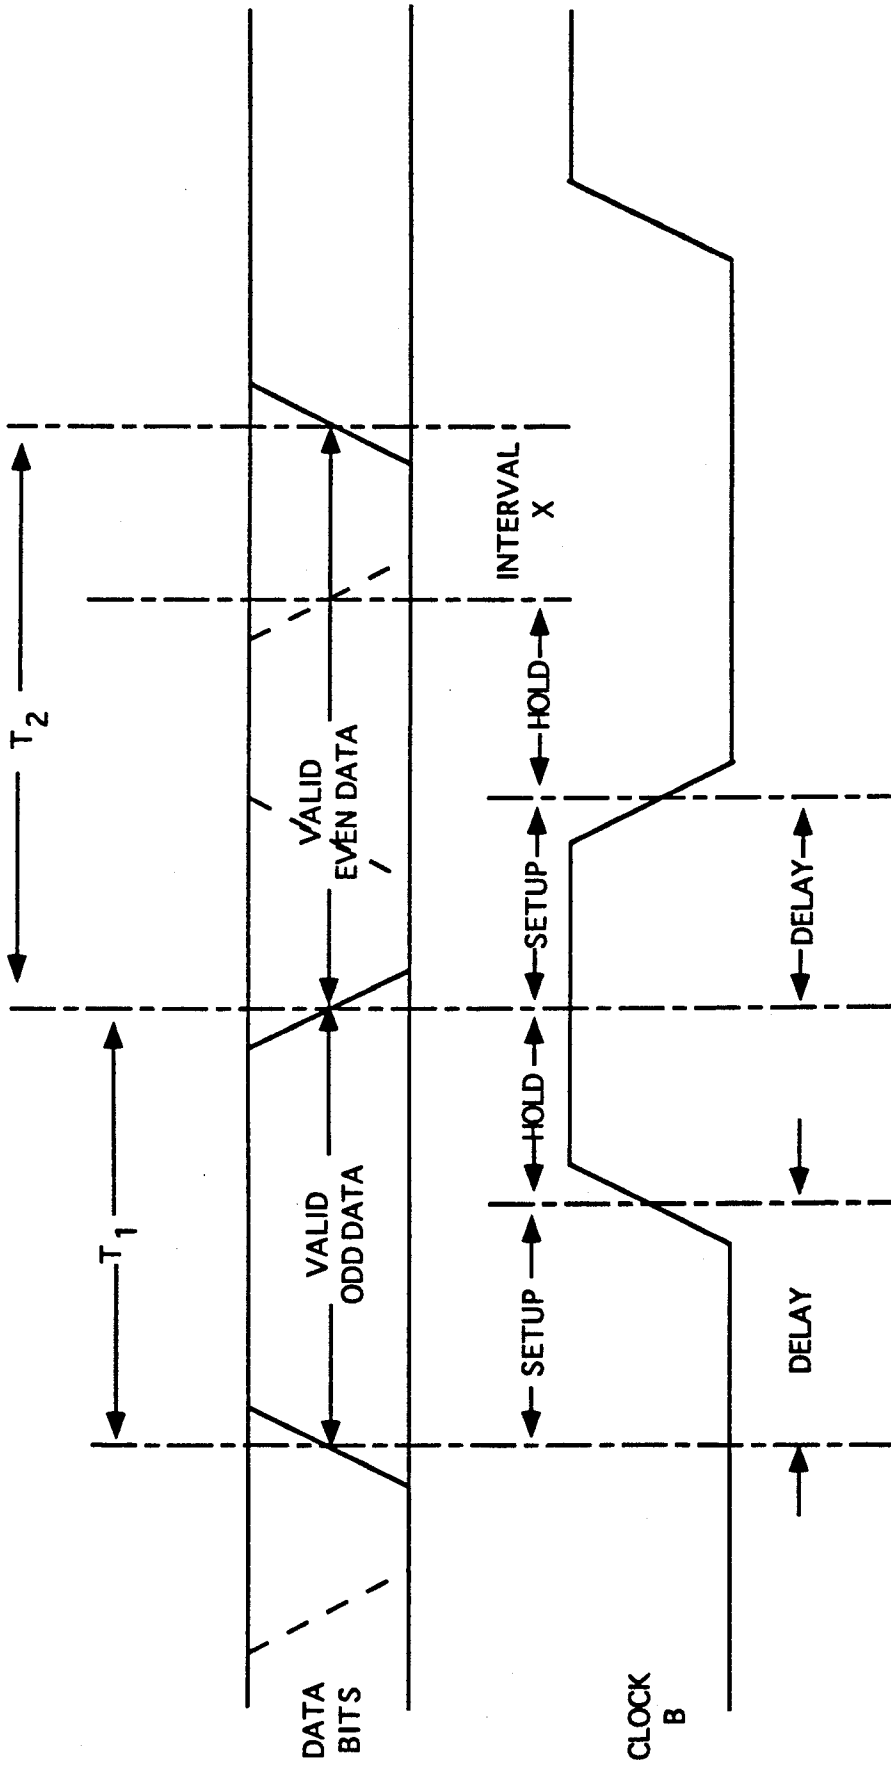 T1
T2
DATA
BITS
VALID
ODD DATA
VALID
EVEN DATA
INTERVAL
X
SETUP
HOLD
SETUP
HOLD
CLOCK
B
DELAY
DELAY